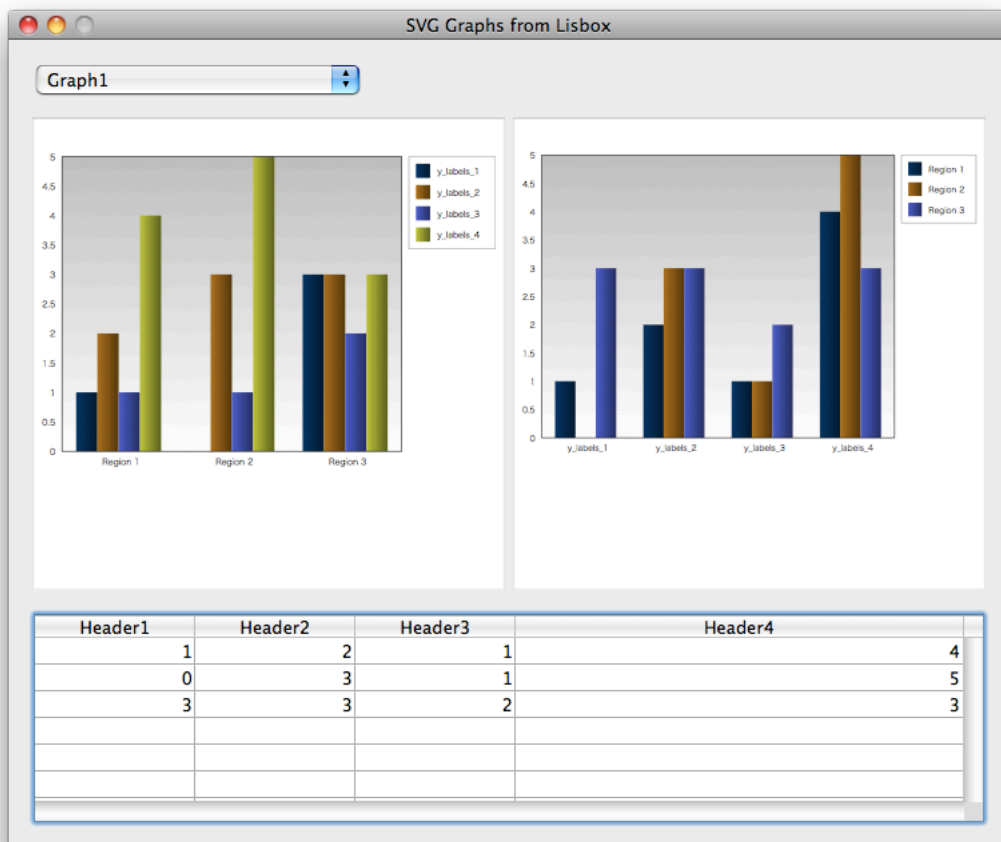 SVG Graphs from Lisbox
Graph1
5
4.5
4
3.5
3
2.5
2
1.5
1
0.5
0
Region 1
Region 2
Region 3
y_labels_1
y_labels_2
y_labels_3
y_labels_4
5
4.5
4
3.5
3
2.5
2
1.5
1
0.5
0
y_labels_1
y_labels_2
y_labels_3
y_labels_4
Region 1
Region 2
Region 3
Header1 Header2 Header3 Header4
1 2 1 4
0 3 1 5
3 3 2 3